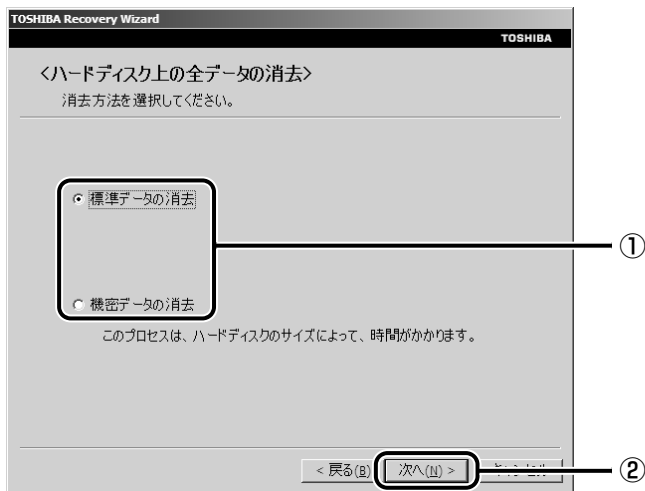 TOSHIBA Recovery Wizard
TOSHIBA
<ハードディスク上の全データの消去>
消去方法を選択してください。
標準データの消去
①
機密データの消去
このプロセスは、ハードディスクのサイズによって、時間がかかります。
< 戻る(B) 次へ(N) >
②